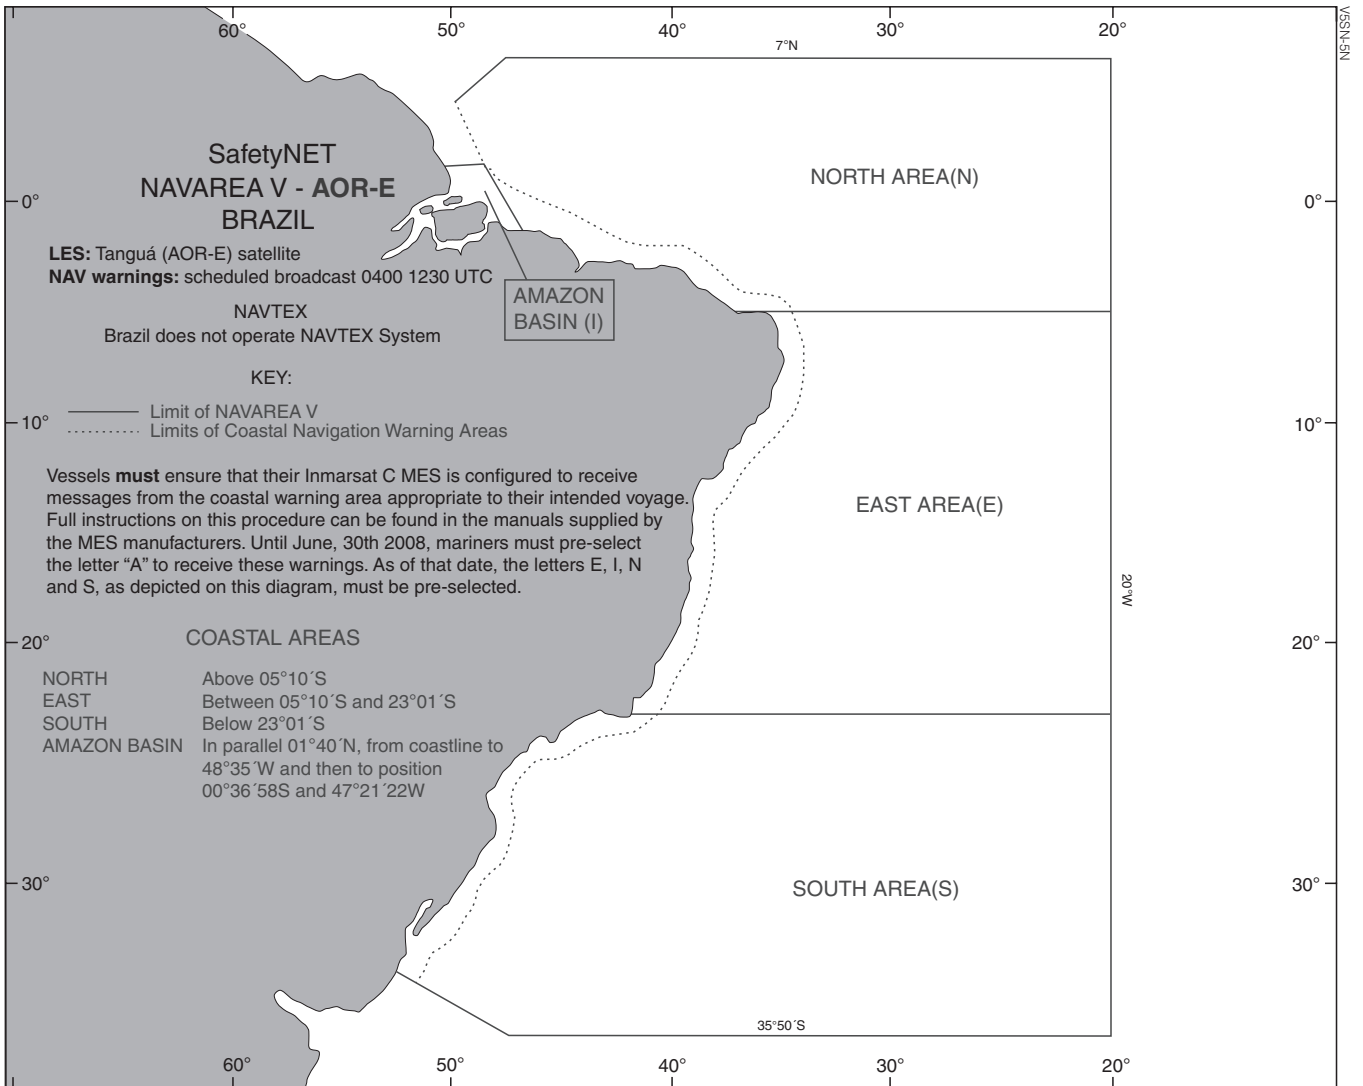 V5SN-5N
60° 50° 40° 30° 20°
7°N
SafetyNET
NAVAREA V - AOR-E
BRAZIL
NORTH AREA(N)
0° 0°
LES: Tanguá (AOR-E) satellite
NAV warnings: scheduled broadcast 0400 1230 UTC
AMAZON
BASIN (I)
NAVTEX
Brazil does not operate NAVTEX System
KEY:
Limit of NAVAREA V
10° 10°
Limits of Coastal Navigation Warning Areas
Vessels must ensure that their Inmarsat C MES is configured to receive
messages from the coastal warning area appropriate to their intended voyage.
Full instructions on this procedure can be found in the manuals supplied by
the MES manufacturers. Until June, 30th 2008, mariners must pre-select
the letter “A” to receive these warnings. As of that date, the letters E, I, N
and S, as depicted on this diagram, must be pre-selected.
EAST AREA(E)
20°W
20° 20°
COASTAL AREAS
NORTH Above 05°10´S
EAST Between 05°10´S and 23°01´S
SOUTH Below 23°01´S
AMAZON BASIN In parallel 01°40´N, from coastline to
48°35´W and then to position
00°36´58S and 47°21´22W
30° 30°
SOUTH AREA(S)
35°50´S
60° 50° 40° 30° 20°